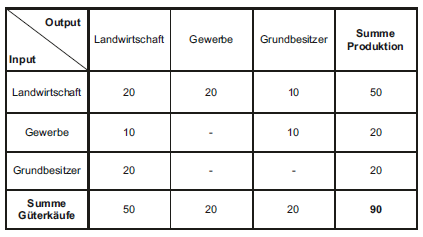 Output
Input
Landwirtschaft Gewerbe Grundbesitzer Summe
Produktion
Landwirtschaft 20 20 10 50
Gewerbe 10 - 10 20
Grundbesitzer 20 - - 20
Summe
Güterkäufe 50 20 20 90